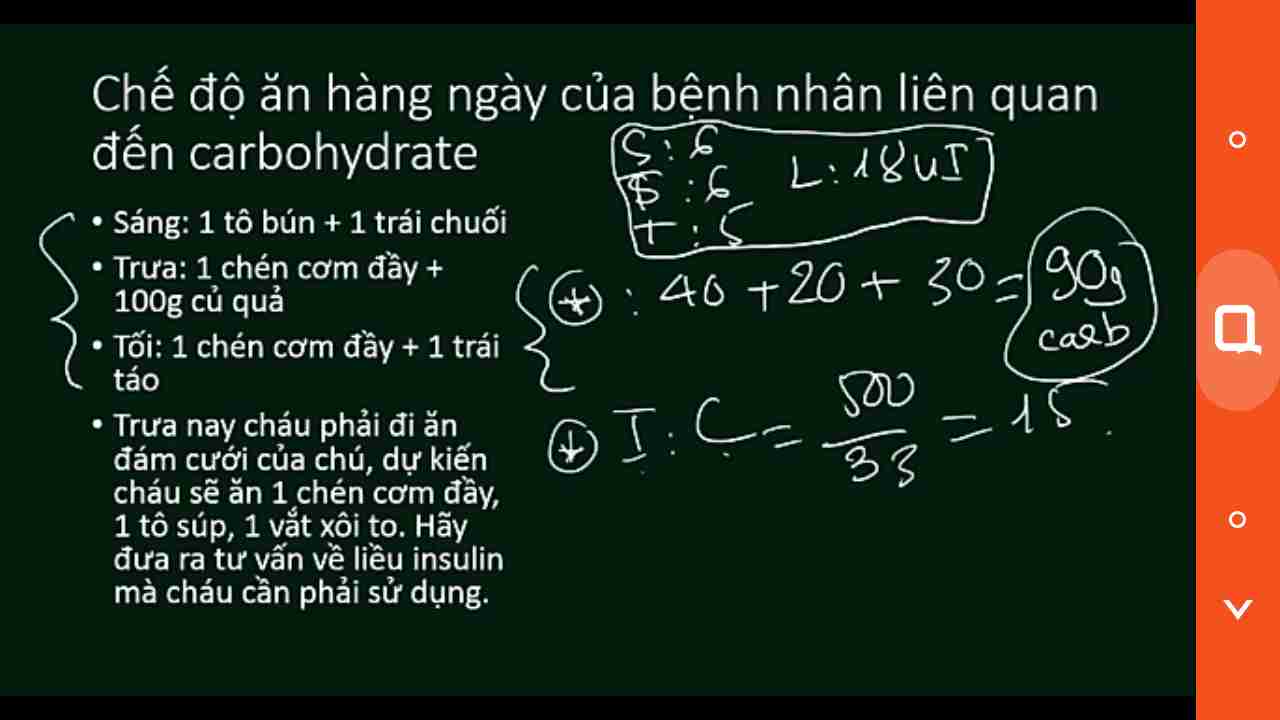 Chế độ ăn hàng ngày của bệnh nhân liên quan
đến carbohydrate
S: 6
T: 6
T: 5
L: 18UI
• Sáng: 1 tô bún + 1 trái chuối
• Trưa: 1 chén cơm đầy +
100g củ quả
• Tối: 1 chén cơm đầy + 1 trái
táo
• Trưa nay cháu phải đi ăn
đám cưới của chú, dự kiến
cháu sẽ ăn 1 chén cơm đầy,
1 tô súp, 1 vắt xôi to. Hãy
đưa ra tư vấn về liều insulin
mà cháu cần phải sử dụng.
+ : 40 + 20 + 30 = 90g
carb
+ I : C = 500 / 33 = 15